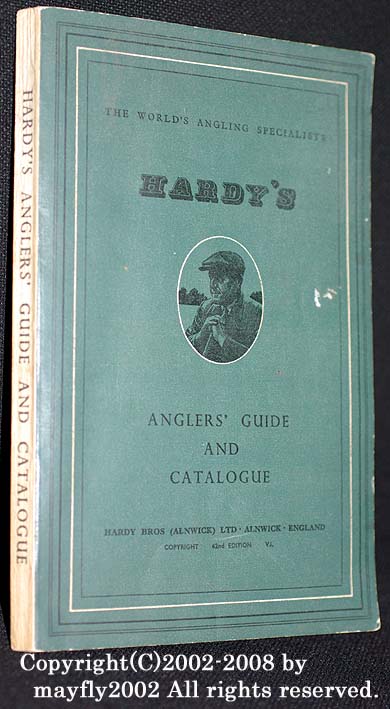 HARDY'S ANGLERS' GUIDE AND CATALOGUE
THE WORLD'S ANGLING SPECIALISTS
HARDY'S
ANGLERS' GUIDE
AND
CATALOGUE
HARDY BROS (ALNWICK) LTD · ALNWICK · ENGLAND
COPYRIGHT 62nd EDITION
Copyright(C)2002-2008 by
mayfly2002 All rights reserved.